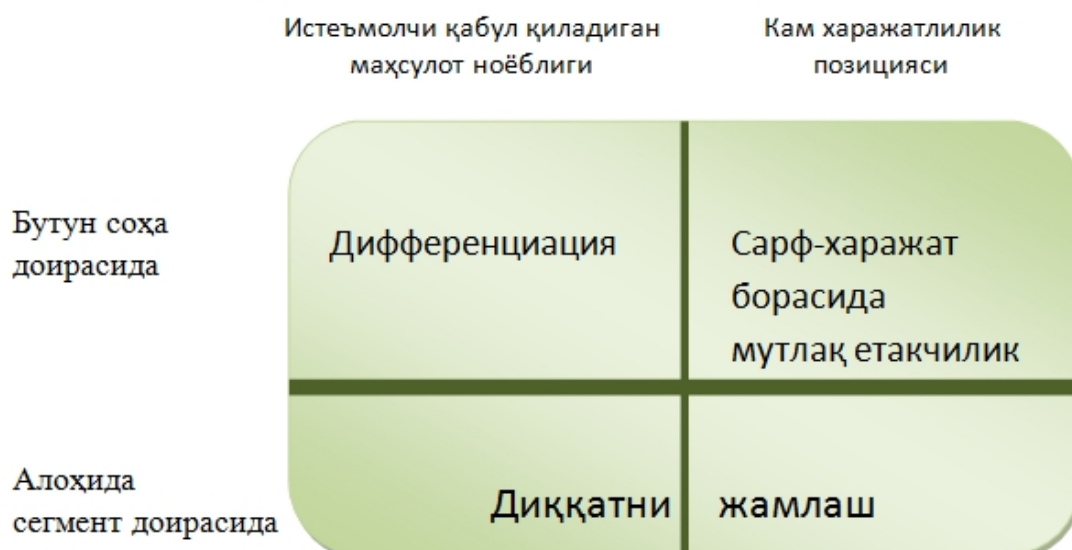 Истеъмолчи қабул қиладиган
маҳсулот ноёблиги
Кам харажатлилик
позицияси
Бутун соҳа
доирасида
Дифференциация
Сарф-харажат
борасида
мутлақ етакчилик
Алоҳида
сегмент доирасида
Диққатни жамлаш